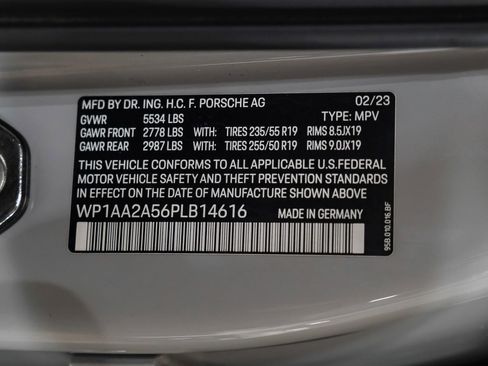 MFD BY DR. ING. H.C. F. PORSCHE AG 02/23
GVWR 5534 LBS TYPE: MPV
GAWR FRONT 2778 LBS WITH: TIRES 235/55 R19 RIMS 8.5JX19
GAWR REAR 2987 LBS WITH: TIRES 255/50 R19 RIMS 9.0JX19
THIS VEHICLE CONFORMS TO ALL APPLICABLE U.S.FEDERAL
MOTOR VEHICLE SAFETY AND THEFT PREVENTION STANDARDS
IN EFFECT ON THE DATE OF MANUFACTURE SHOWN ABOVE.
WP1AA2A56PLB14616 MADE IN GERMANY
95B.010.016.BF